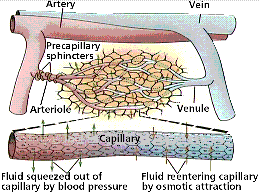 Artery
Vein
Precapillary
sphincters
Arteriole
Venule
Capillary
Fluid squeezed out of
capillary by blood pressure
Fluid reentering capillary
by osmotic attraction